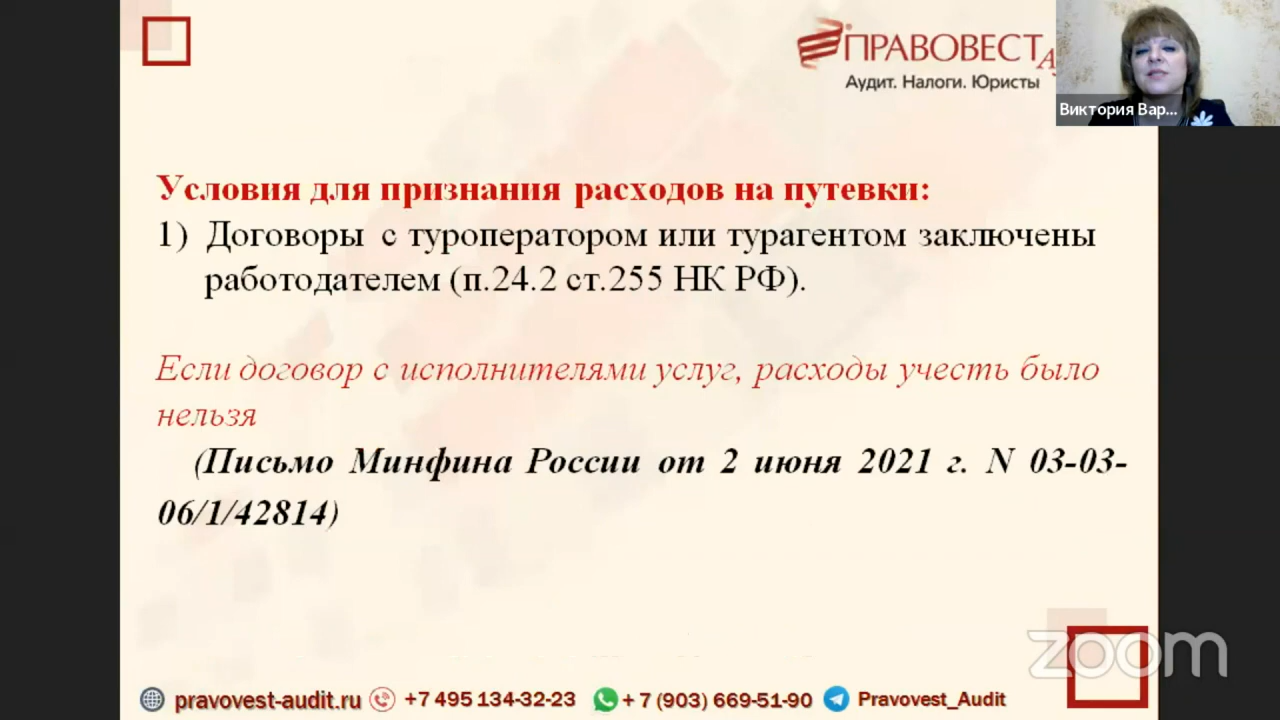 ПРАВОВЕСТ
Аудит. Налоги. Юристы
Виктория Вар...
Условия для признания расходов на путевки:
1) Договоры с туроператором или турагентом заключены
работодателем (п.24.2 ст.255 НК РФ).
Если договор с исполнителями услуг, расходы учесть было
нельзя
(Письмо Минфина России от 2 июня 2021 г. N 03-03-
06/1/42814)
zoom
pravovest-audit.ru +7 495 134-32-23 + 7 (903) 669-51-90 Pravovest_Audit